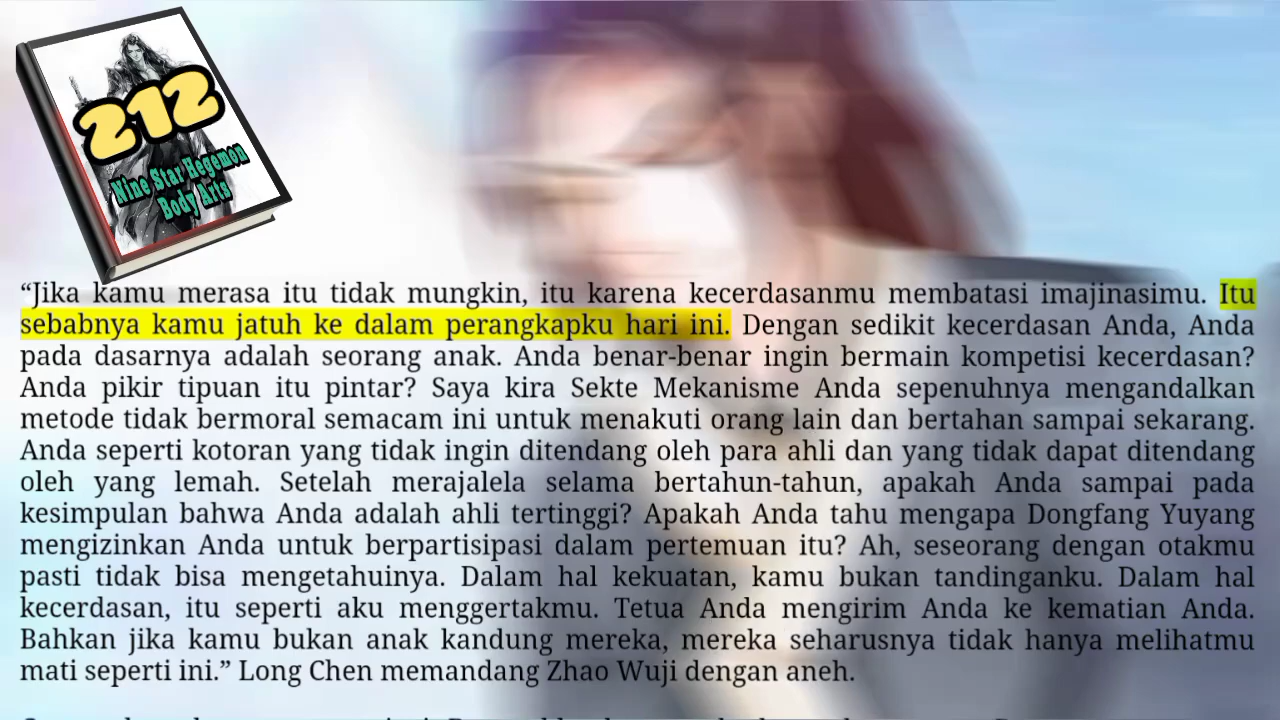 212
Nine Star Hegemon
Body Arts
“Jika kamu merasa itu tidak mungkin, itu karena kecerdasanmu membatasi imajinasimu. Itu
sebabnya kamu jatuh ke dalam perangkapku hari ini. Dengan sedikit kecerdasan Anda, Anda
pada dasarnya adalah seorang anak. Anda benar-benar ingin bermain kompetisi kecerdasan?
Anda pikir tipuan itu pintar? Saya kira Sekte Mekanisme Anda sepenuhnya mengandalkan
metode tidak bermoral semacam ini untuk menakuti orang lain dan bertahan sampai sekarang.
Anda seperti kotoran yang tidak ingin ditendang oleh para ahli dan yang tidak dapat ditendang
oleh yang lemah. Setelah merajalela selama bertahun-tahun, apakah Anda sampai pada
kesimpulan bahwa Anda adalah ahli tertinggi? Apakah Anda tahu mengapa Dongfang Yuyang
mengizinkan Anda untuk berpartisipasi dalam pertemuan itu? Ah, seseorang dengan otakmu
pasti tidak bisa mengetahuinya. Dalam hal kekuatan, kamu bukan tandinganku. Dalam hal
kecerdasan, itu seperti aku menggertakmu. Tetua Anda mengirim Anda ke kematian Anda.
Bahkan jika kamu bukan anak kandung mereka, mereka seharusnya tidak hanya melihatmu
mati seperti ini.” Long Chen memandang Zhao Wuji dengan aneh.